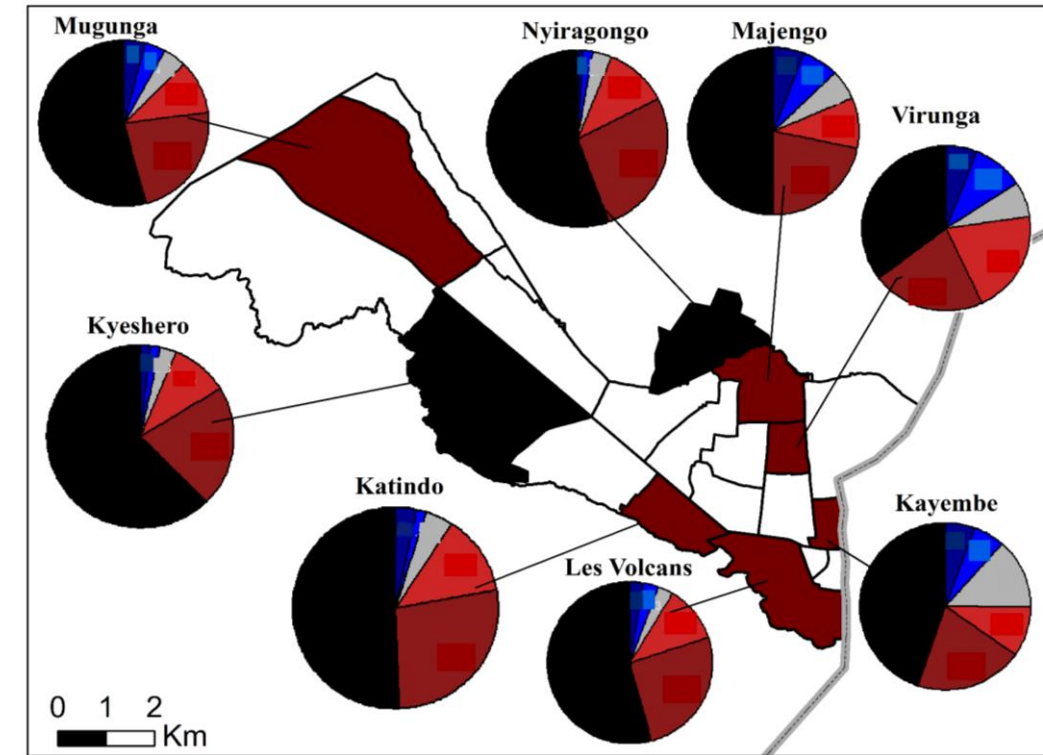 Mugunga
Nyiragongo
Majengo
Virunga
Kyeshero
Katindo
Les Volcans
Kayembe
0 1 2
Km